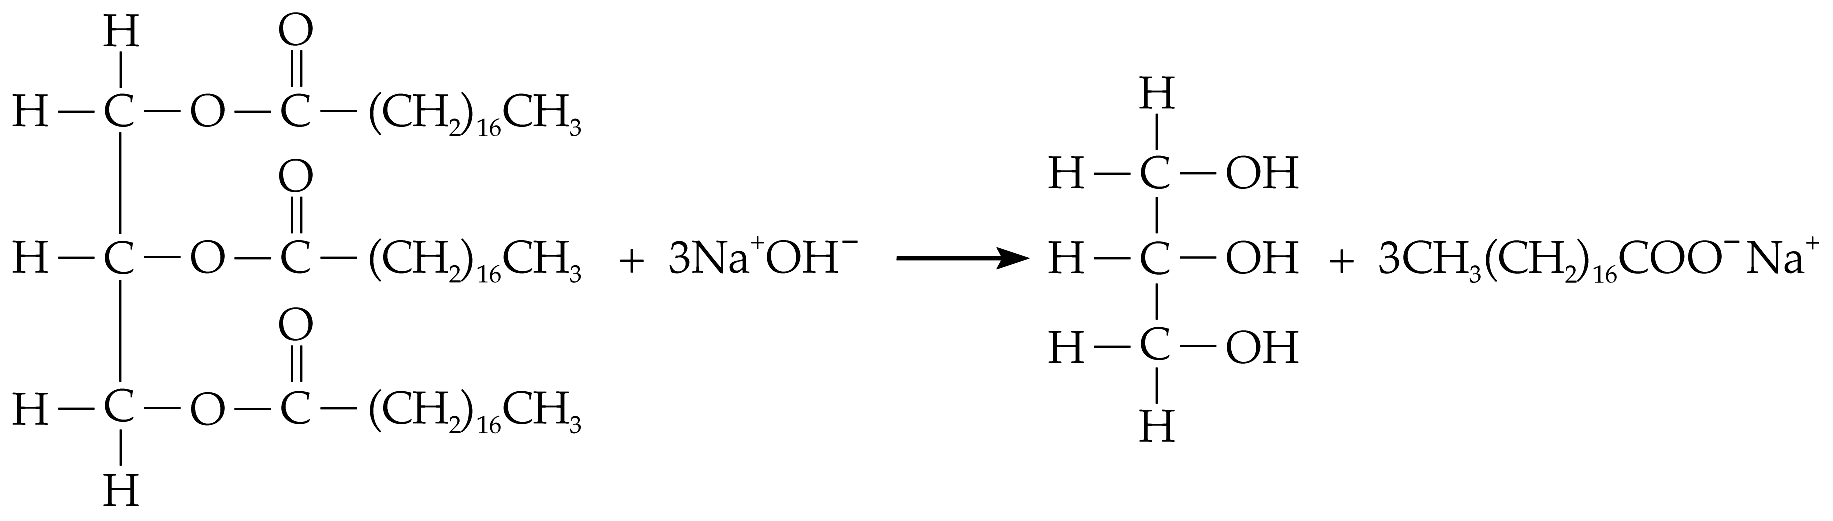 H
O
H—C—O—C—(CH₂)₁₆CH₃
O
H—C—O—C—(CH₂)₁₆CH₃ + 3Na⁺OH⁻ ⟶
O
H—C—O—C—(CH₂)₁₆CH₃
H
H
H—C—OH
H—C—OH + 3CH₃(CH₂)₁₆COO⁻Na⁺
H—C—OH
H